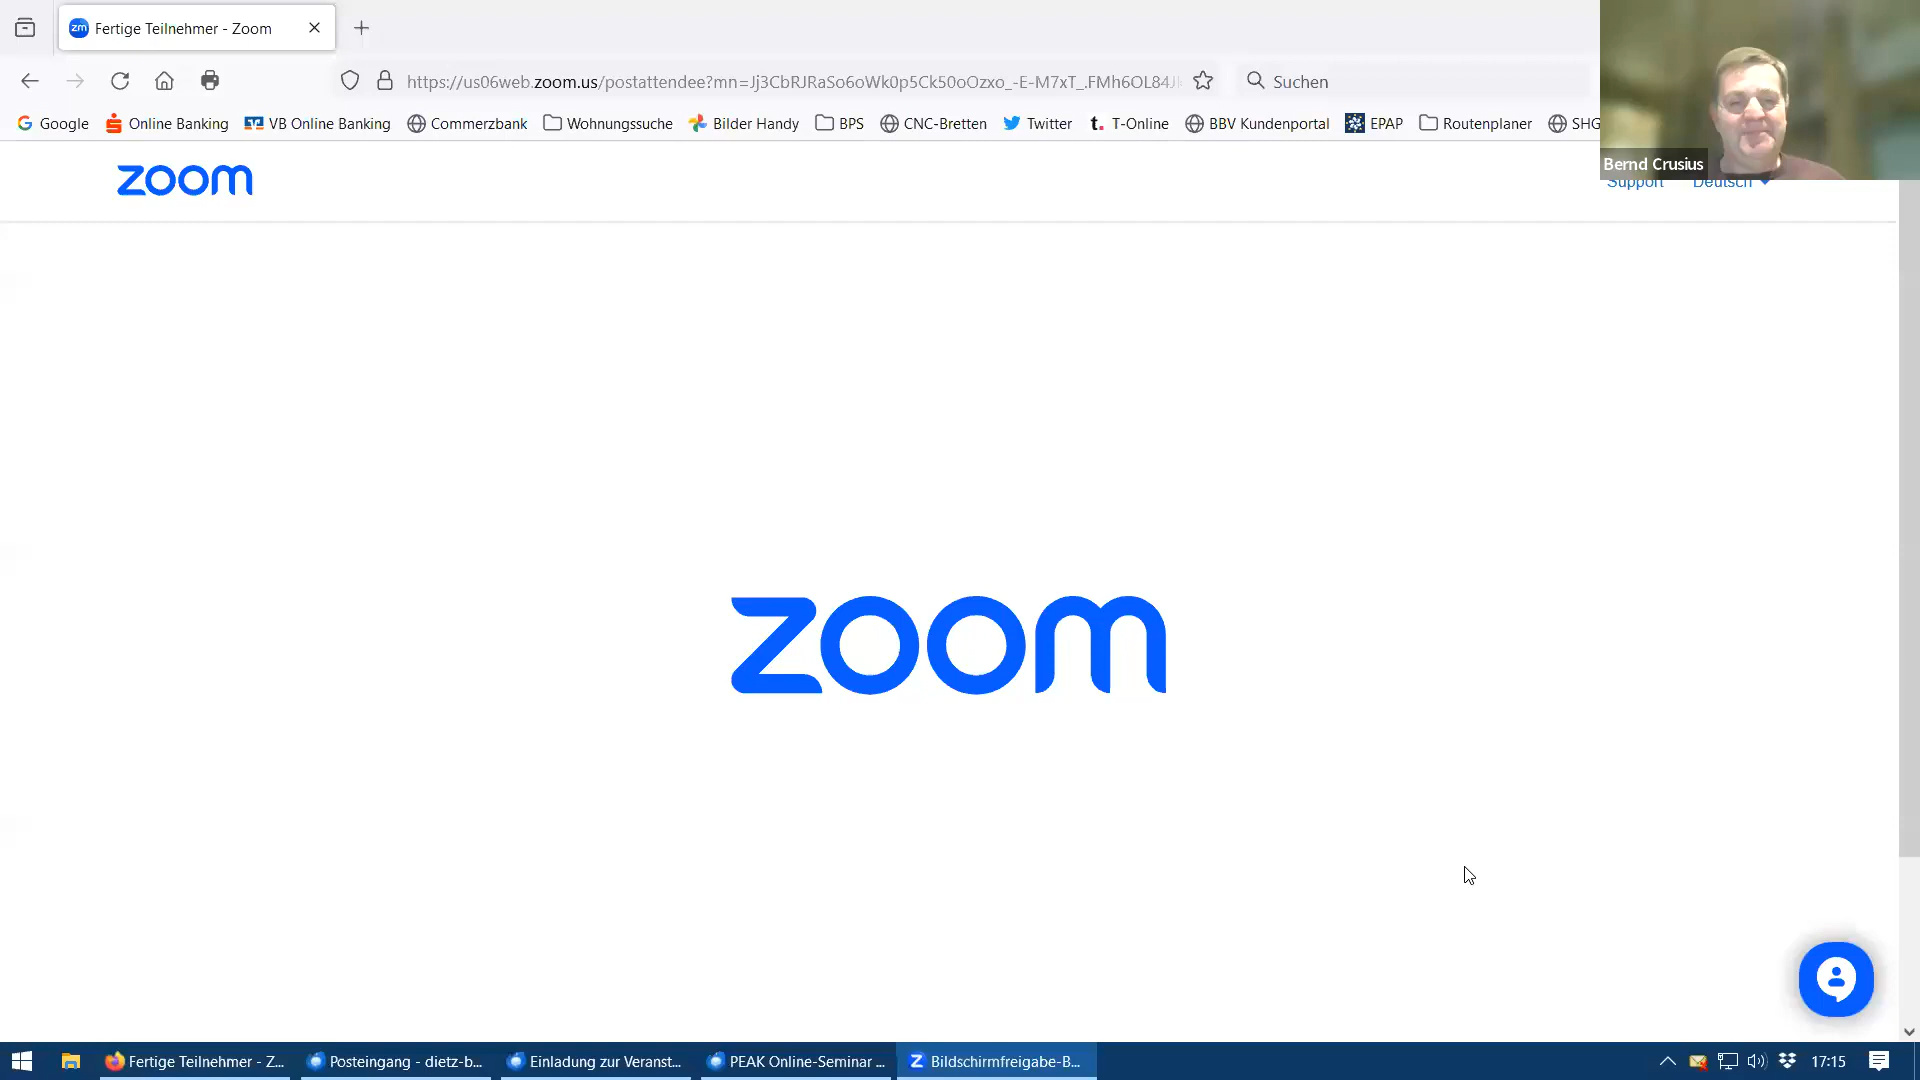 Fertige Teilnehmer - Zoom
https://us06web.zoom.us/postattendee?mn=Jj3CbRJRaSo6oWk0p5Ck50oOzxo_-E-M7xT_.FMh6OL84J
Suchen
Google Online Banking VB Online Banking Commerzbank Wohnungssuche Bilder Handy BPS CNC-Bretten Twitter T-Online BBV Kundenportal EPAP Routenplaner SHG
Bernd Crusius
zoom
Support Deutsch
zoom
Fertige Teilnehmer - Z... Posteingang - dietz-b... Einladung zur Veranst... PEAK Online-Seminar ... Bildschirmfreigabe-B... 17:15